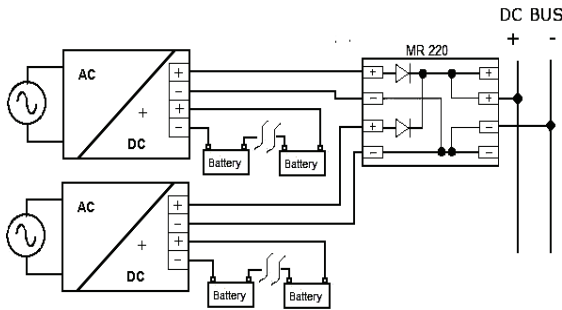 DC BUS
+ -
MR 220
AC
+
DC
+
-
+
-
Battery
Battery
+
-
+
-
+
+
-
-
AC
+
DC
+
-
+
-
Battery
Battery